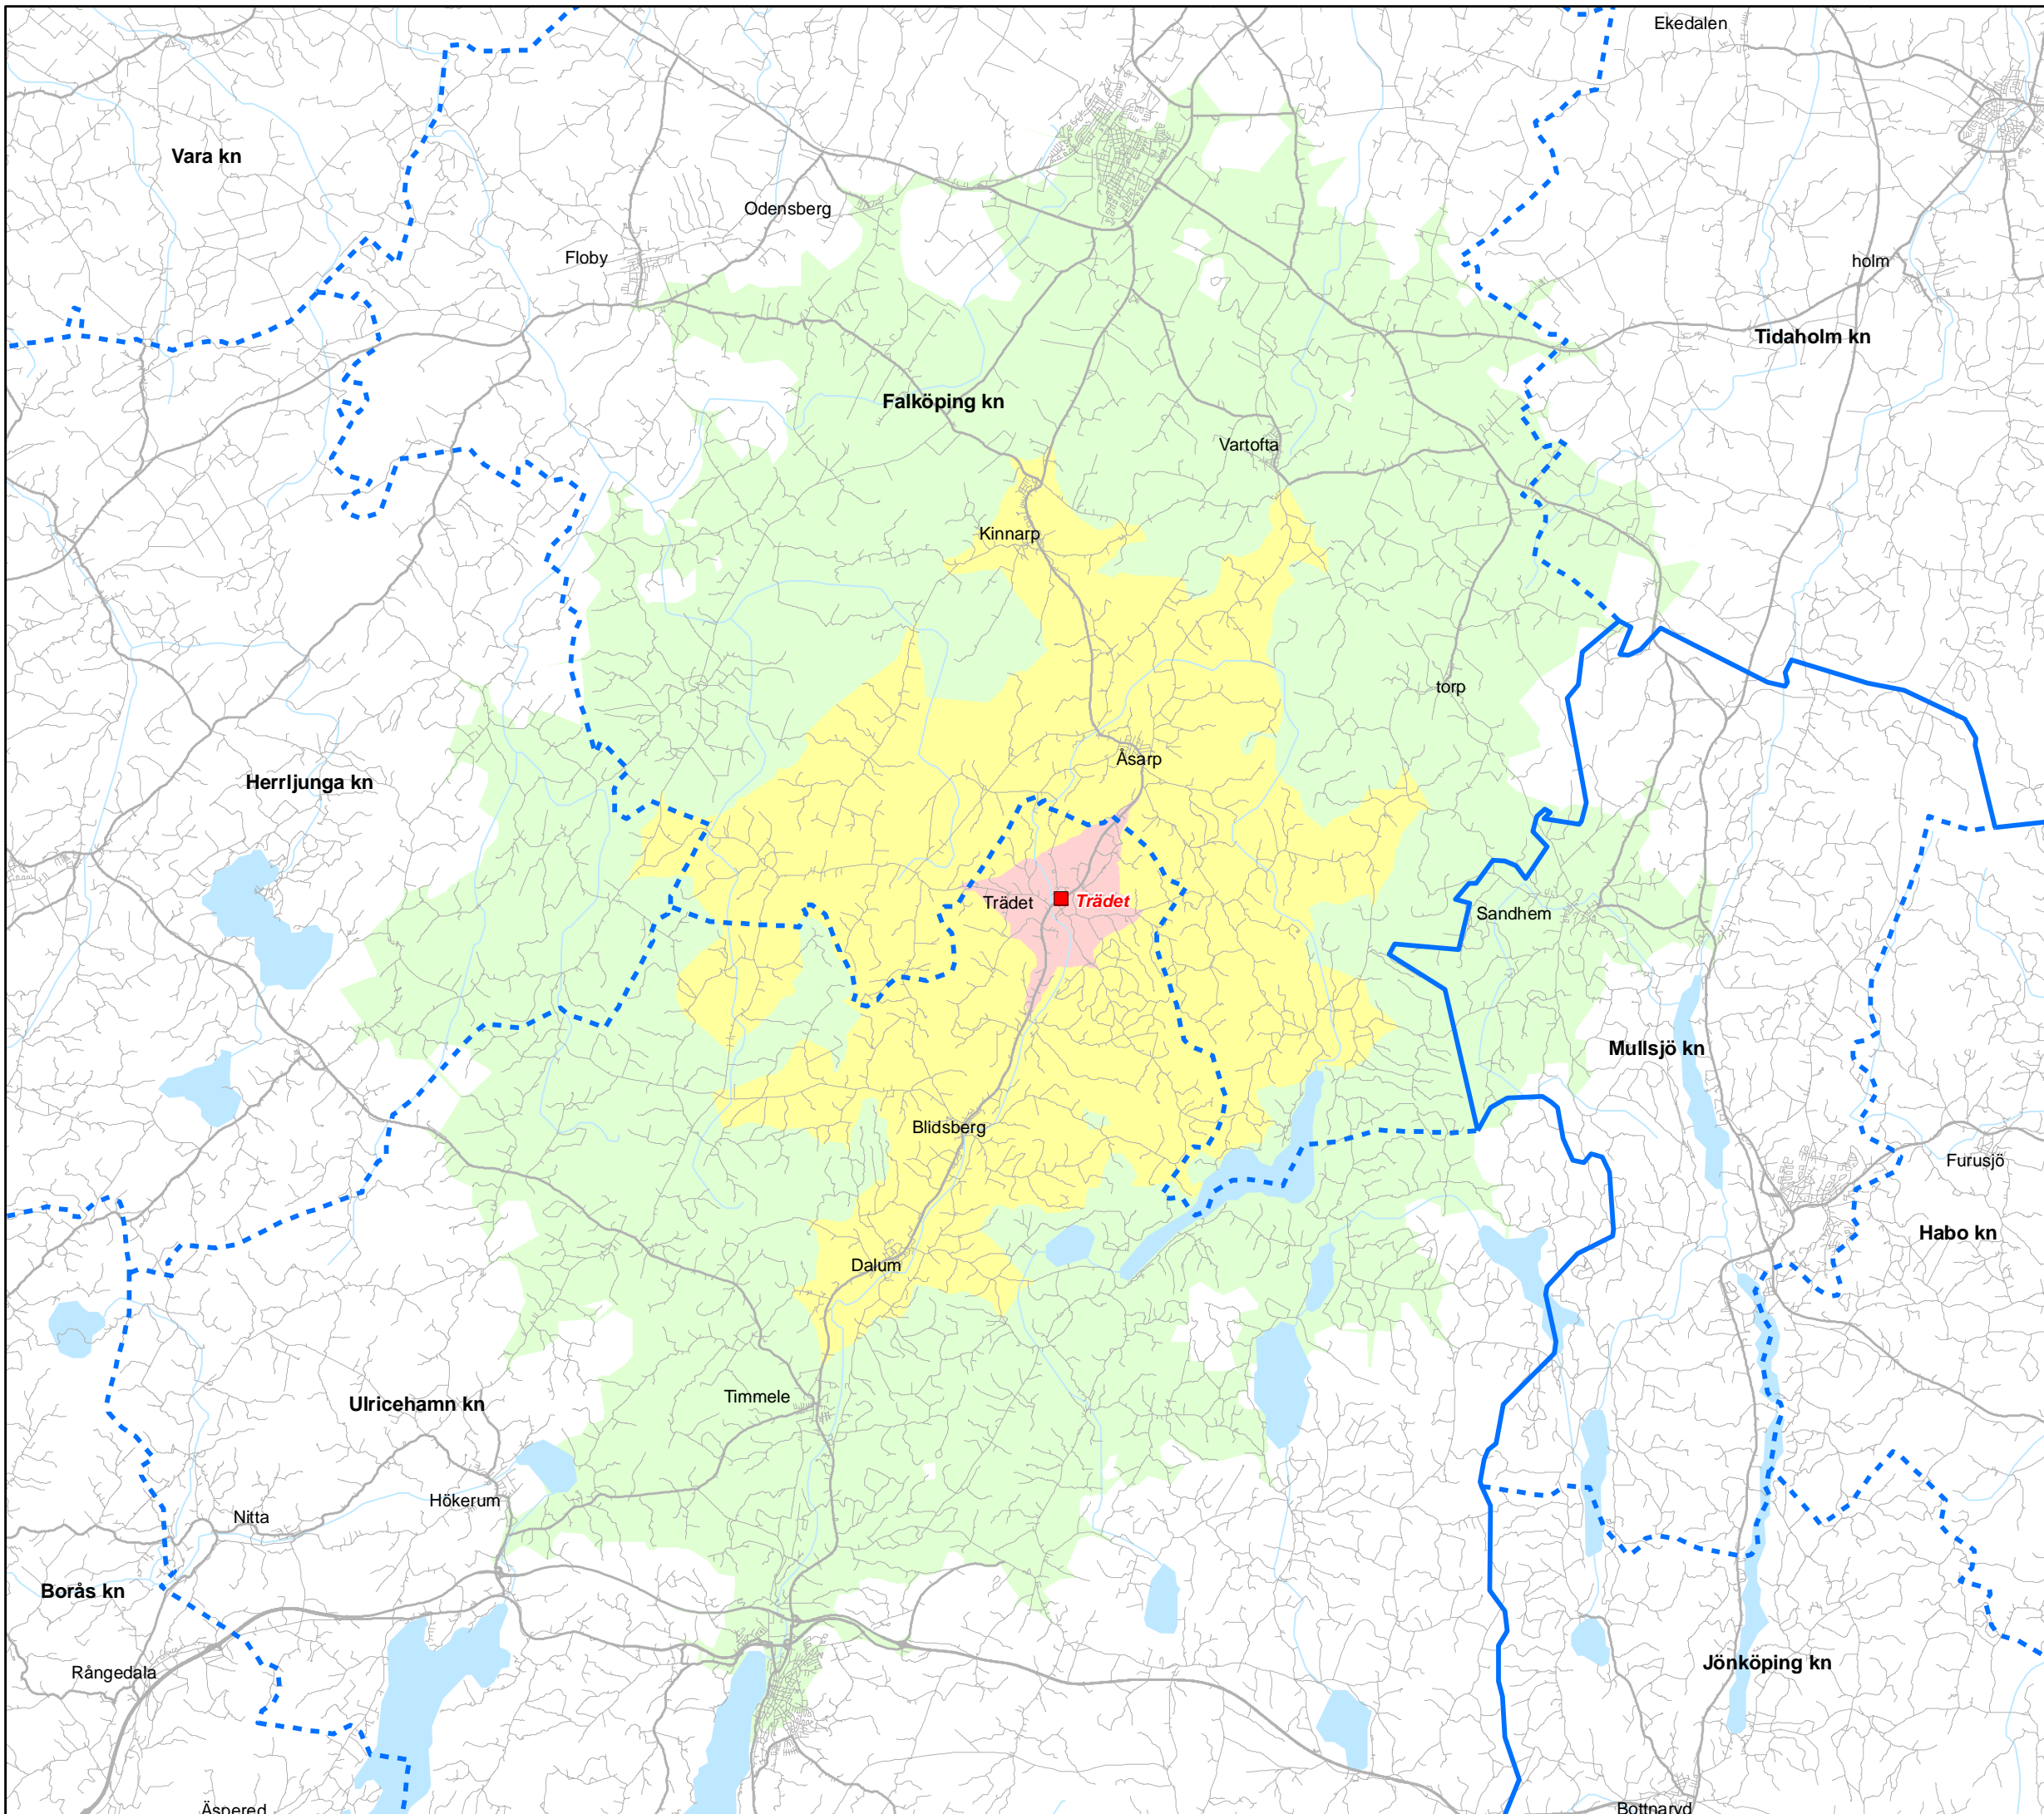 Ekedalen
Vara kn
Odensberg
Floby
holm
Tidaholm kn
Falköping kn
Vartofta
Kinnarp
torp
Åsarp
Herrljunga kn
Trädet
Trädet
Sandhem
Mullsjö kn
Blidsberg
Furusjö
Habo kn
Dalum
Timmele
Ulricehamn kn
Hökerum
Nitta
Borås kn
Rångedala
Jönköping kn
Äspered
Bottnaryd